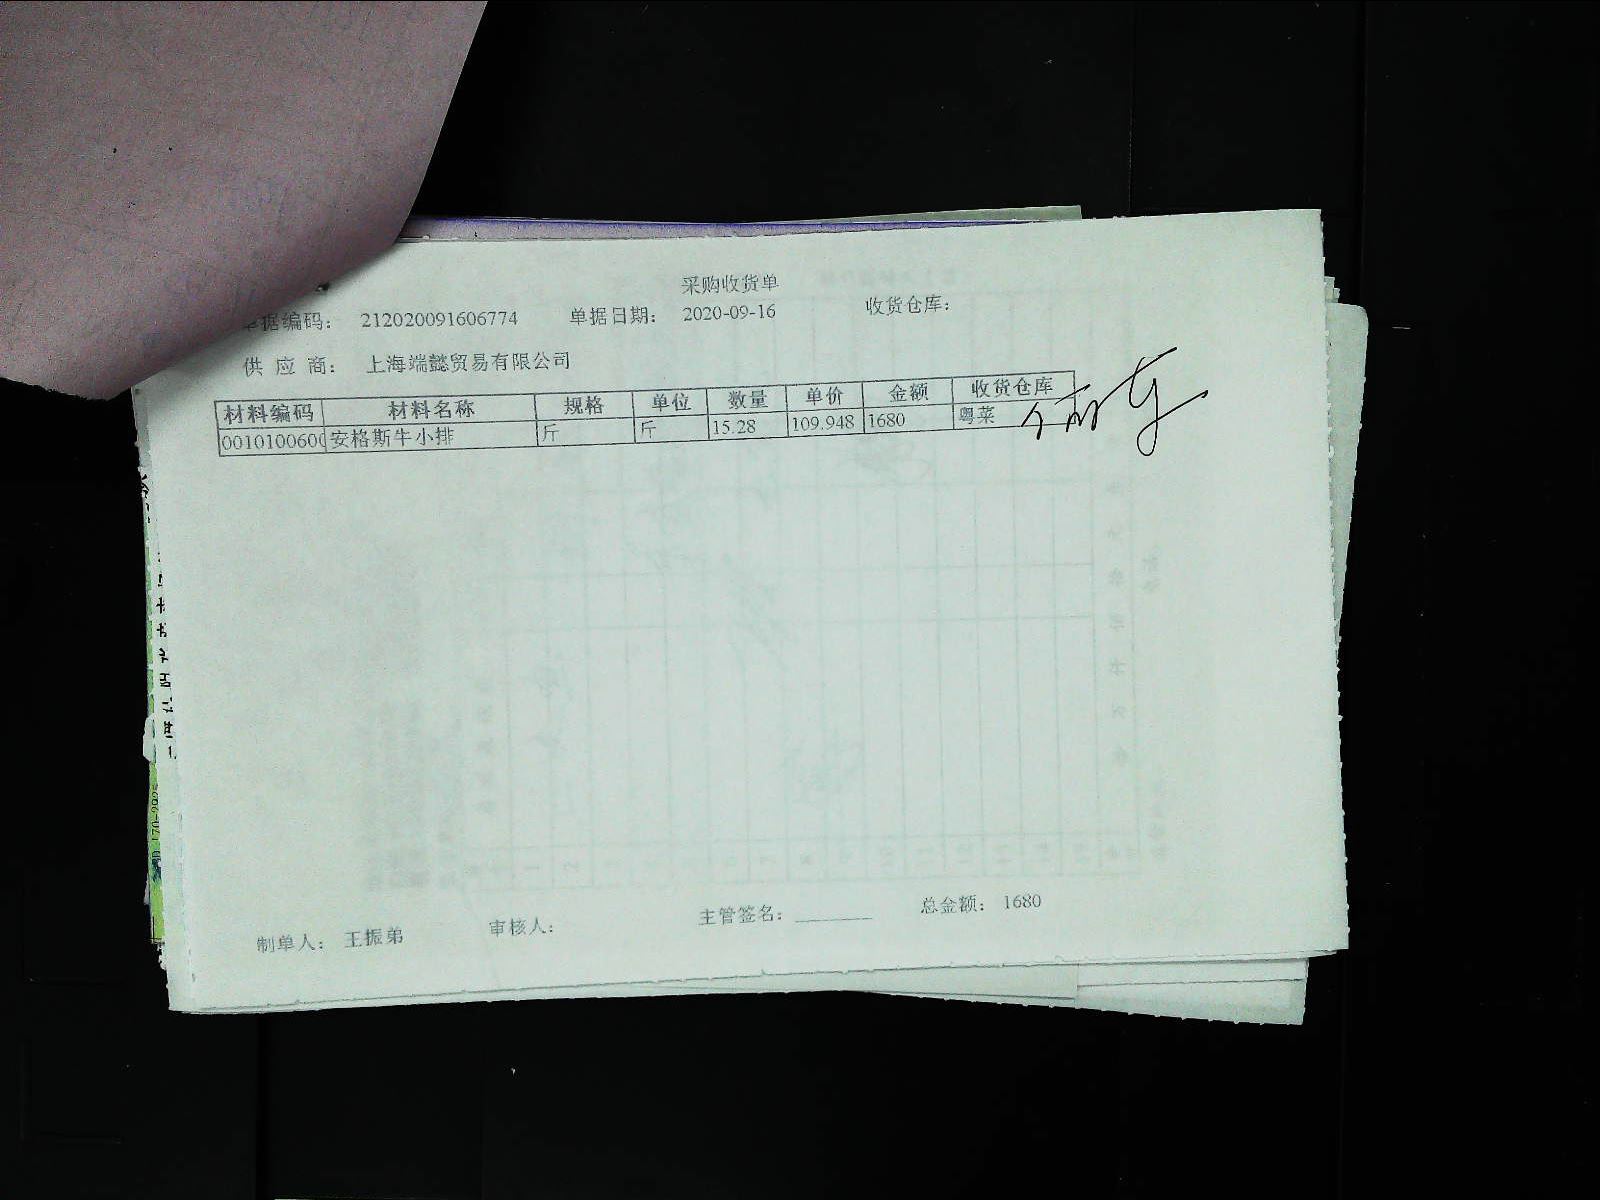 采购收货单
单据编码： 212020091606774 单据日期： 2020-09-16 收货仓库：
供 应 商： 上海端懿贸易有限公司
材料编码 材料名称 规格 单位 数量 单价 金额 收货仓库
0010100600 安格斯牛小排 斤 斤 15.28 109.948 1680 粤菜
制单人： 王振弟 审核人： 主管签名：________ 总金额： 1680